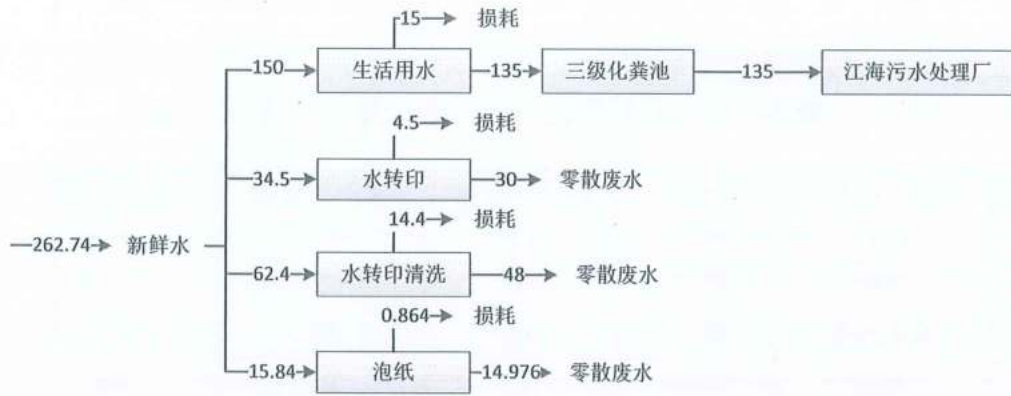 15 损耗
150 生活用水 135 三级化粪池 135 江海污水处理厂
4.5 损耗
34.5 水转印 30 零散废水
14.4 损耗
262.74 新鲜水
62.4 水转印清洗 48 零散废水
0.864 损耗
15.84 泡纸 14.976 零散废水